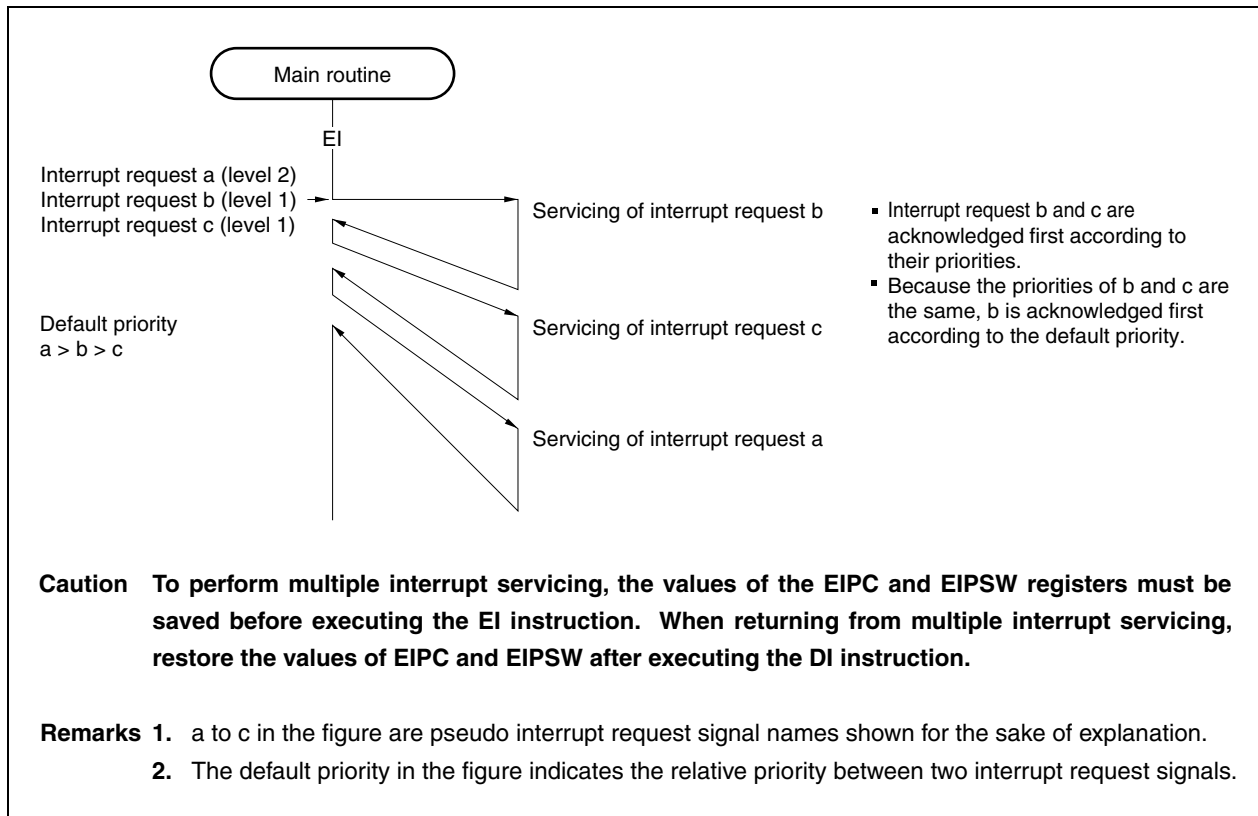 Main routine
EI
Interrupt request a (level 2)
Interrupt request b (level 1)
Interrupt request c (level 1)
Servicing of interrupt request b
▪ Interrupt request b and c are
acknowledged first according to
their priorities.
▪ Because the priorities of b and c are
the same, b is acknowledged first
according to the default priority.
Default priority
a > b > c
Servicing of interrupt request c
Servicing of interrupt request a
Caution To perform multiple interrupt servicing, the values of the EIPC and EIPSW registers must be
saved before executing the EI instruction. When returning from multiple interrupt servicing,
restore the values of EIPC and EIPSW after executing the DI instruction.
Remarks 1. a to c in the figure are pseudo interrupt request signal names shown for the sake of explanation.
2. The default priority in the figure indicates the relative priority between two interrupt request signals.